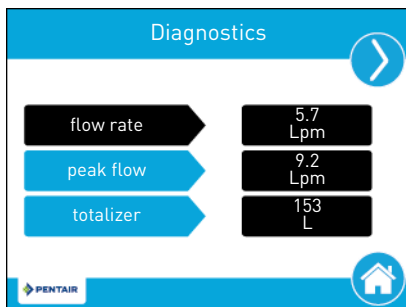 Diagnostics
flow rate
5.7
Lpm
peak flow
9.2
Lpm
totalizer
153
L
PENTAIR